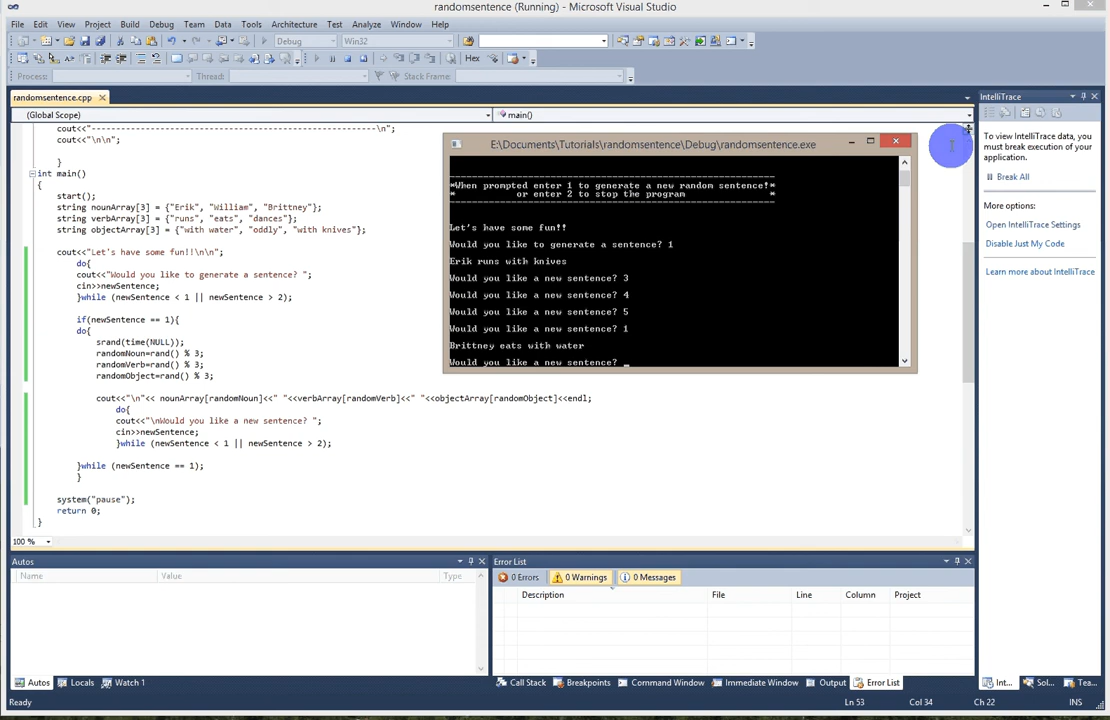 randomsentence (Running) - Microsoft Visual Studio
File Edit View Project Build Debug Team Data Tools Architecture Test Analyze Window Help
Debug Win32
Hex
Process: Thread: Stack Frame
randomsentence.cpp
(Global Scope) main()
cout<<"----------------------------------------------------------------\n";
cout<<"\n\n";
}
int main()
{
start();
string nounArray[3] = {"Erik", "William", "Brittney"};
string verbArray[3] = {"runs", "eats", "dances"};
string objectArray[3] = {"with water", "oddly", "with knives"};
cout<<"Let's have some fun!!\n\n";
do{
cout<<"Would you like to generate a sentence? ";
cin>>newSentence;
}while (newSentence < 1 || newSentence > 2);
if(newSentence == 1){
do{
srand(time(NULL));
randomNoun=rand() % 3;
randomVerb=rand() % 3;
randomObject=rand() % 3;
cout<<"\n"<< nounArray[randomNoun]<<" "<<verbArray[randomVerb]<<" "<<objectArray[randomObject]<<endl;
do{
cout<<"\nWould you like a new sentence? ";
cin>>newSentence;
}while (newSentence < 1 || newSentence > 2);
}while (newSentence == 1);
}
system("pause");
return 0;
}
100 %
E:\Documents\Tutorials\randomsentence\Debug\randomsentence.exe
----------------------------------------------------------------
*When prompted enter 1 to generate a new random sentence!*
* or enter 2 to stop the program *
----------------------------------------------------------------
Let's have some fun!!
Would you like to generate a sentence? 1
Erik runs with knives
Would you like a new sentence? 3
Would you like a new sentence? 4
Would you like a new sentence? 5
Would you like a new sentence? 1
Brittney eats with water
Would you like a new sentence? _
IntelliTrace
To view IntelliTrace data, you
must break execution of your
application.
Break All
More options:
Open IntelliTrace Settings
Disable Just My Code
Learn more about IntelliTrace
Autos
Name Value Type
Error List
0 Errors 0 Warnings 0 Messages
Description File Line Column Project
Autos Locals Watch 1
Call Stack Breakpoints Command Window Immediate Window Output Error List
Int... Sol... Tea...
Ready Ln 53 Col 34 Ch 22 INS